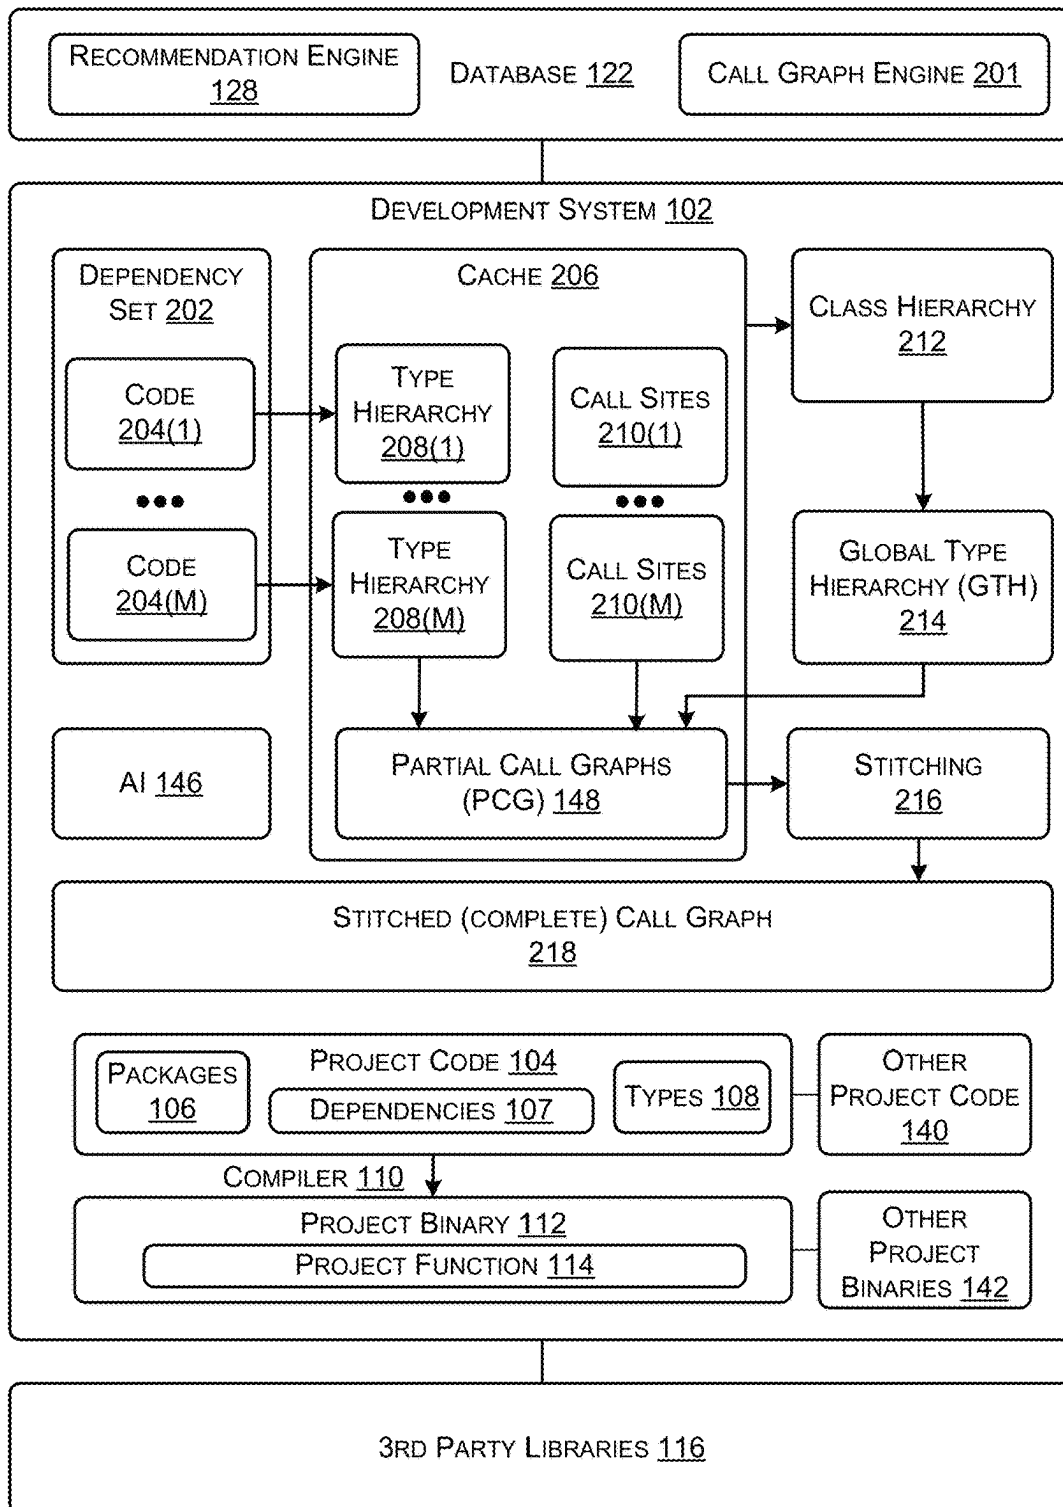 RECOMMENDATION ENGINE
128
DATABASE 122
CALL GRAPH ENGINE 201
DEVELOPMENT SYSTEM 102
DEPENDENCY
SET 202
CODE
204(1)
CODE
204(M)
CACHE 206
TYPE
HIERARCHY
208(1)
CALL SITES
210(1)
TYPE
HIERARCHY
208(M)
CALL SITES
210(M)
CLASS HIERARCHY
212
GLOBAL TYPE
HIERARCHY (GTH)
214
AI 146
PARTIAL CALL GRAPHS
(PCG) 148
STITCHING
216
STITCHED (COMPLETE) CALL GRAPH
218
PROJECT CODE 104
PACKAGES
106
DEPENDENCIES 107
TYPES 108
OTHER
PROJECT CODE
140
COMPILER 110
PROJECT BINARY 112
PROJECT FUNCTION 114
OTHER
PROJECT
BINARIES 142
3RD PARTY LIBRARIES 116